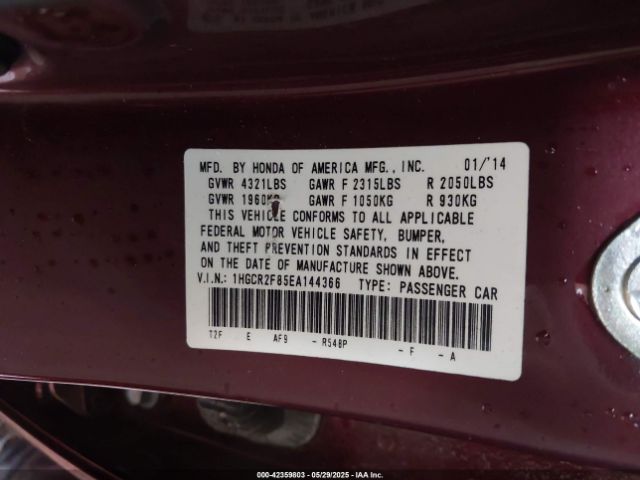 MFD. BY HONDA OF AMERICA MFG., INC. 01/'14
GVWR 4321LBS GAWR F 2315LBS R 2050LBS
GVWR 1960KG GAWR F 1050KG R 930KG
THIS VEHICLE CONFORMS TO ALL APPLICABLE
FEDERAL MOTOR VEHICLE SAFETY, BUMPER,
AND THEFT PREVENTION STANDARDS IN EFFECT
ON THE DATE OF MANUFACTURE SHOWN ABOVE.
V.I.N.: 1HGCR2F85EA144366 TYPE: PASSENGER CAR
T2F E AF9 - R548P - F - A
000-42359803 - 05/29/2025 - IAA Inc.